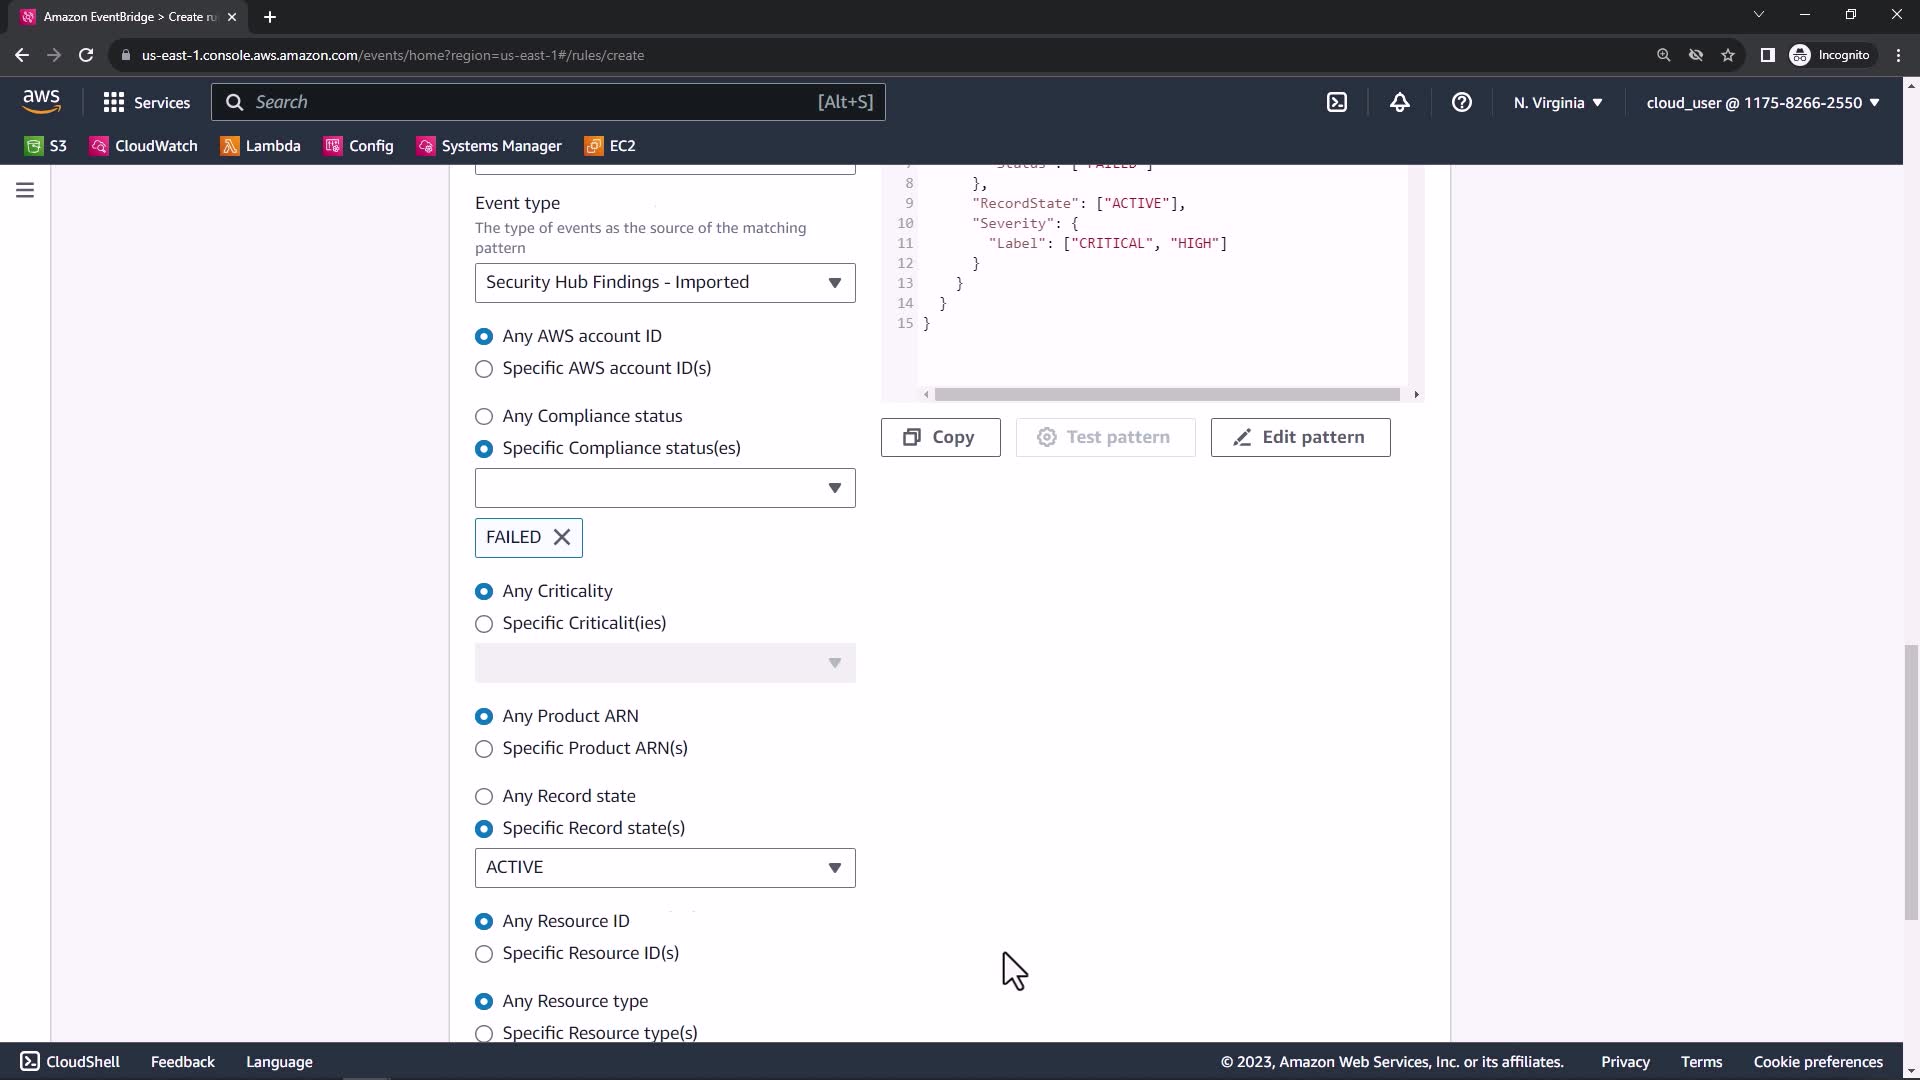 Amazon EventBridge > Create ru
us-east-1.console.aws.amazon.com/events/home?region=us-east-1#/rules/create
Incognito
aws
Services
Search
[Alt+S]
N. Virginia
cloud_user @ 1175-8266-2550
S3
CloudWatch
Lambda
Config
Systems Manager
EC2
Event type
The type of events as the source of the matching
pattern
Security Hub Findings - Imported
Any AWS account ID
Specific AWS account ID(s)
Any Compliance status
Specific Compliance status(es)
FAILED
Any Criticality
Specific Criticalit(ies)
Any Product ARN
Specific Product ARN(s)
Any Record state
Specific Record state(s)
ACTIVE
Any Resource ID
Specific Resource ID(s)
Any Resource type
Specific Resource type(s)
8 },
9 "RecordState": ["ACTIVE"],
10 "Severity": {
11 "Label": ["CRITICAL", "HIGH"]
12 }
13 }
14 }
15 }
Copy
Test pattern
Edit pattern
CloudShell
Feedback
Language
© 2023, Amazon Web Services, Inc. or its affiliates.
Privacy
Terms
Cookie preferences